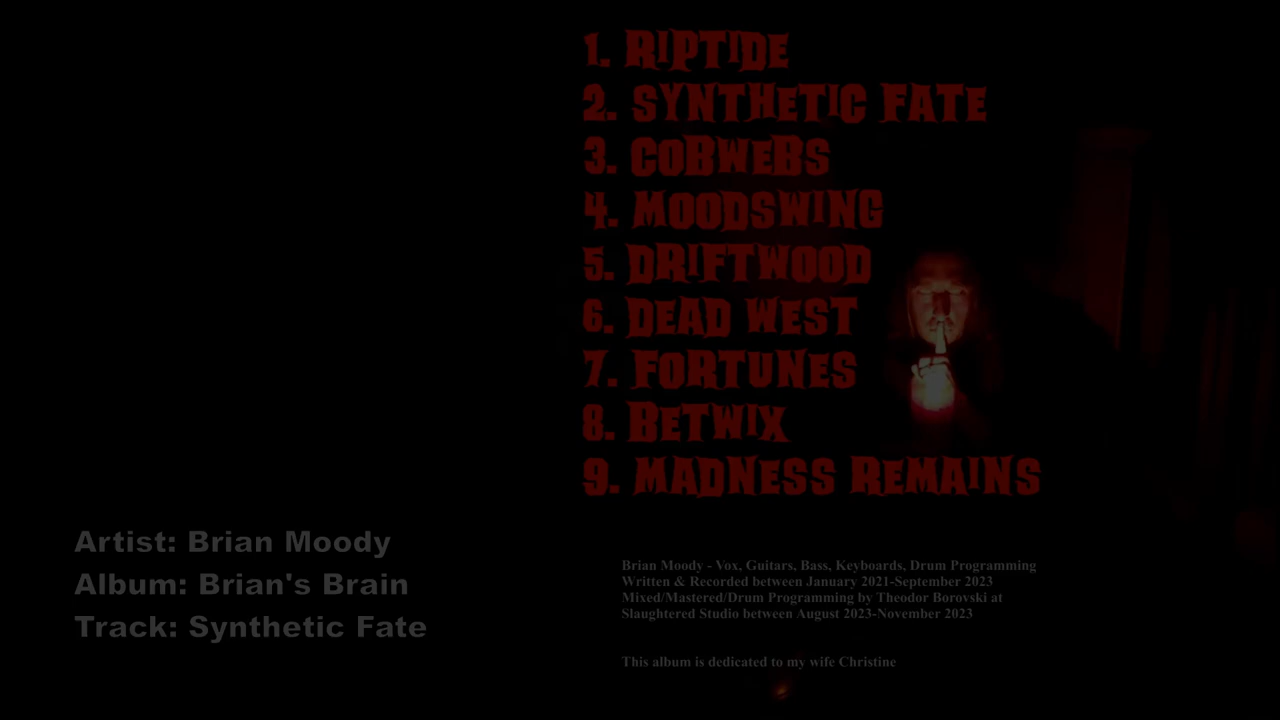 1. RIPTIDE
2. SYNTHETIC FATE
3. COBWEBS
4. MOODSWING
5. DRIFTWOOD
6. DEAD WEST
7. FORTUNES
8. BETWIX
9. MADNESS REMAINS
Artist: Brian Moody
Album: Brian's Brain
Track: Synthetic Fate
Brian Moody - Vox, Guitars, Bass, Keyboards, Drum Programming
Written & Recorded between January 2021-September 2023
Mixed/Mastered/Drum Programming by Theodor Borovski at
Slaughtered Studio between August 2023-November 2023
This album is dedicated to my wife Christine